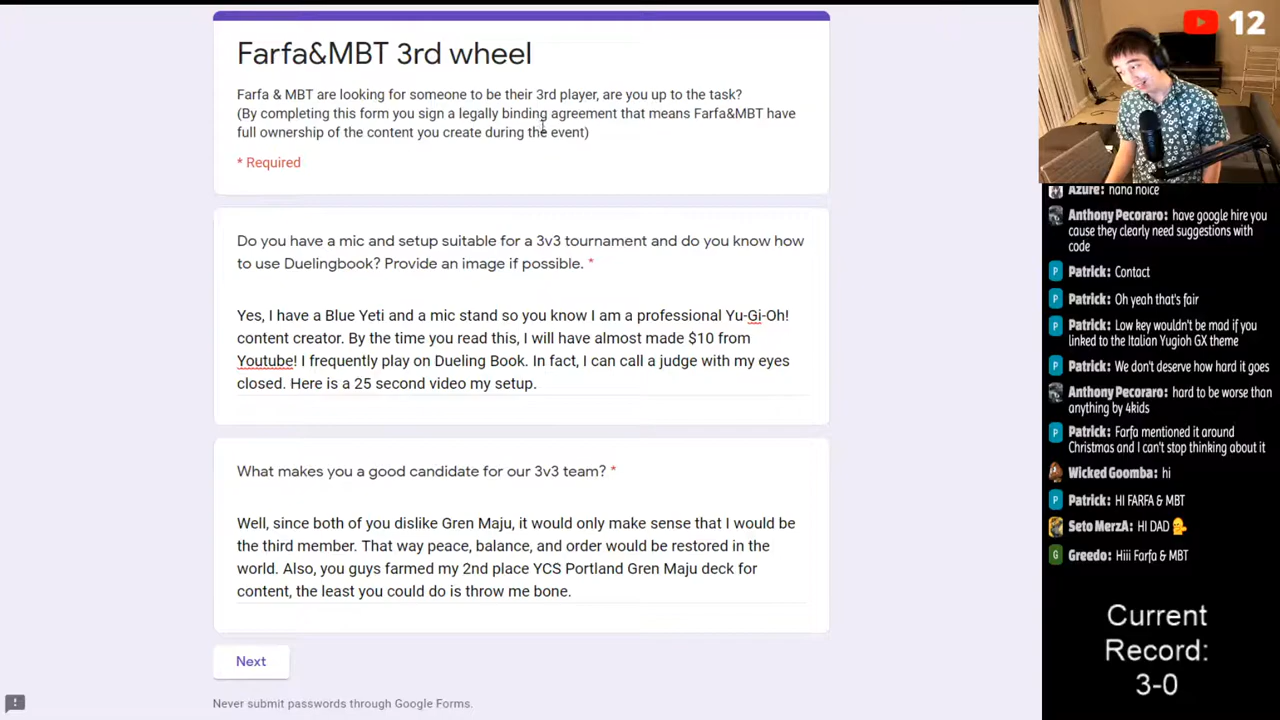 Farfa&MBT 3rd wheel
Farfa & MBT are looking for someone to be their 3rd player, are you up to the task?
(By completing this form you sign a legally binding agreement that means Farfa&MBT have
full ownership of the content you create during the event)
* Required
Do you have a mic and setup suitable for a 3v3 tournament and do you know how
to use Duelingbook? Provide an image if possible. *
Yes, I have a Blue Yeti and a mic stand so you know I am a professional Yu-Gi-Oh!
content creator. By the time you read this, I will have almost made $10 from
Youtube! I frequently play on Dueling Book. In fact, I can call a judge with my eyes
closed. Here is a 25 second video my setup.
What makes you a good candidate for our 3v3 team? *
Well, since both of you dislike Gren Maju, it would only make sense that I would be
the third member. That way peace, balance, and order would be restored in the
world. Also, you guys farmed my 2nd place YCS Portland Gren Maju deck for
content, the least you could do is throw me bone.
Next
Never submit passwords through Google Forms.
12
Azure: nana noice
Anthony Pecoraro: have google hire you
cause they clearly need suggestions with
code
P Patrick: Contact
P Patrick: Oh yeah that's fair
P Patrick: Low key wouldn't be mad if you
linked to the Italian Yugioh GX theme
P Patrick: We don't deserve how hard it goes
Anthony Pecoraro: hard to be worse than
anything by 4kids
P Patrick: Farfa mentioned it around
Christmas and I can't stop thinking about it
Wicked Goomba: hi
P Patrick: HI FARFA & MBT
Seto MerzA: HI DAD
G Greedo: Hiii Farfa & MBT
Current
Record:
3-0